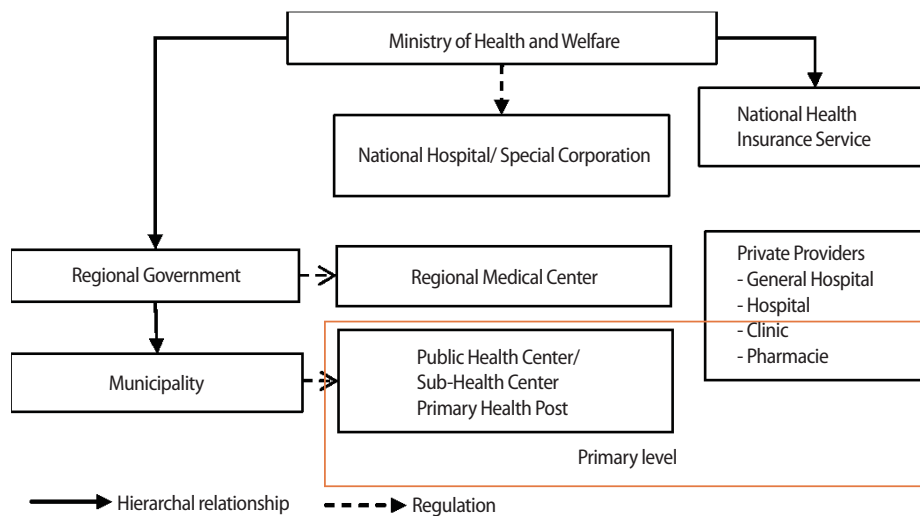 Ministry of Health and Welfare
National Health
Insurance Service
National Hospital/ Special Corporation
Regional Government
Regional Medical Center
Private Providers
- General Hospital
- Hospital
- Clinic
- Pharmacie
Municipality
Public Health Center/
Sub-Health Center
Primary Health Post
Primary level
Hierarchal relationship
Regulation